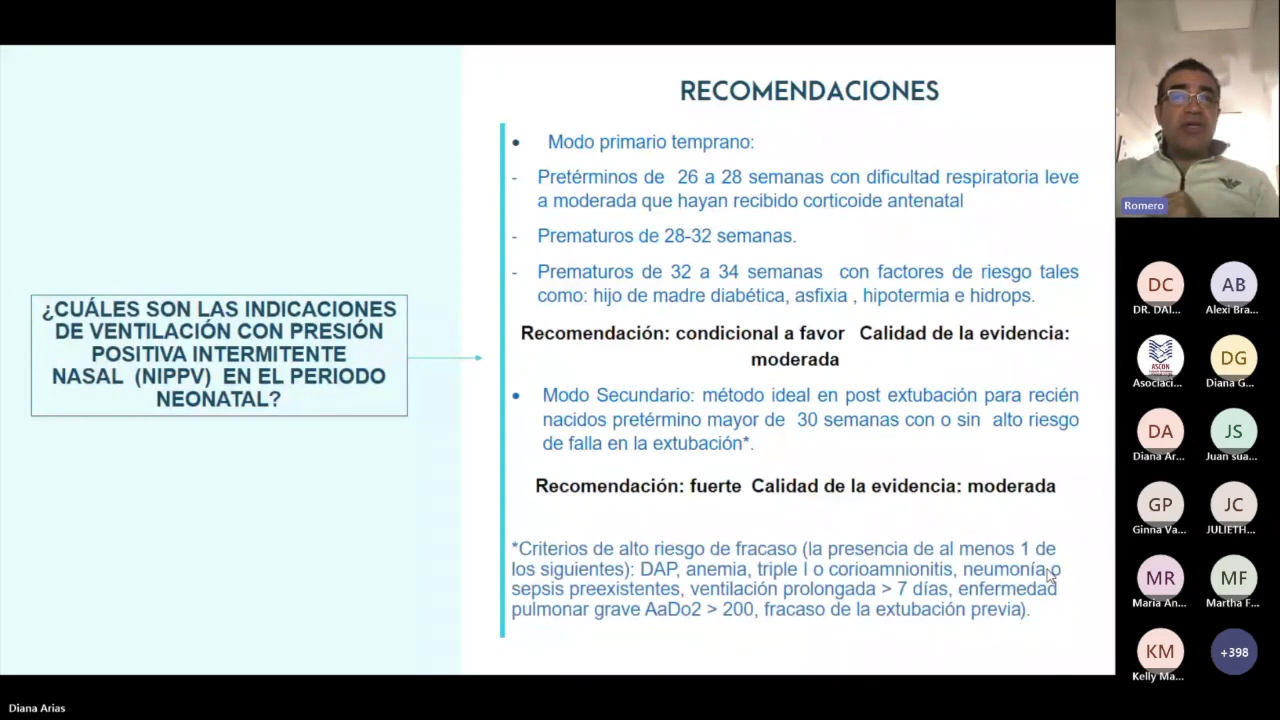 RECOMENDACIONES
• Modo primario temprano:
- Pretérminos de 26 a 28 semanas con dificultad respiratoria leve
a moderada que hayan recibido corticoide antenatal
- Prematuros de 28-32 semanas.
- Prematuros de 32 a 34 semanas con factores de riesgo tales
como: hijo de madre diabética, asfixia , hipotermia e hidrops.
Recomendación: condicional a favor Calidad de la evidencia:
moderada
• Modo Secundario: método ideal en post extubación para recién
nacidos pretérmino mayor de 30 semanas con o sin alto riesgo
de falla en la extubación*.
Recomendación: fuerte Calidad de la evidencia: moderada
*Criterios de alto riesgo de fracaso (la presencia de al menos 1 de
los siguientes): DAP, anemia, triple I o corioamnionitis, neumonía o
sepsis preexistentes, ventilación prolongada > 7 días, enfermedad
pulmonar grave AaDo2 > 200, fracaso de la extubación previa).
¿CUÁLES SON LAS INDICACIONES
DE VENTILACIÓN CON PRESIÓN
POSITIVA INTERMITENTE
NASAL (NIPPV) EN EL PERIODO
NEONATAL?
Romero
DC
DR. DAI...
AB
Alexi Bra...
ASCON
Asociaci...
DG
Diana G...
DA
Diana Ar...
JS
Juan sua...
GP
Ginna Va...
JC
JULIETH...
MR
Maria An...
MF
Martha F...
KM
Kelly Ma...
+398
Diana Arias